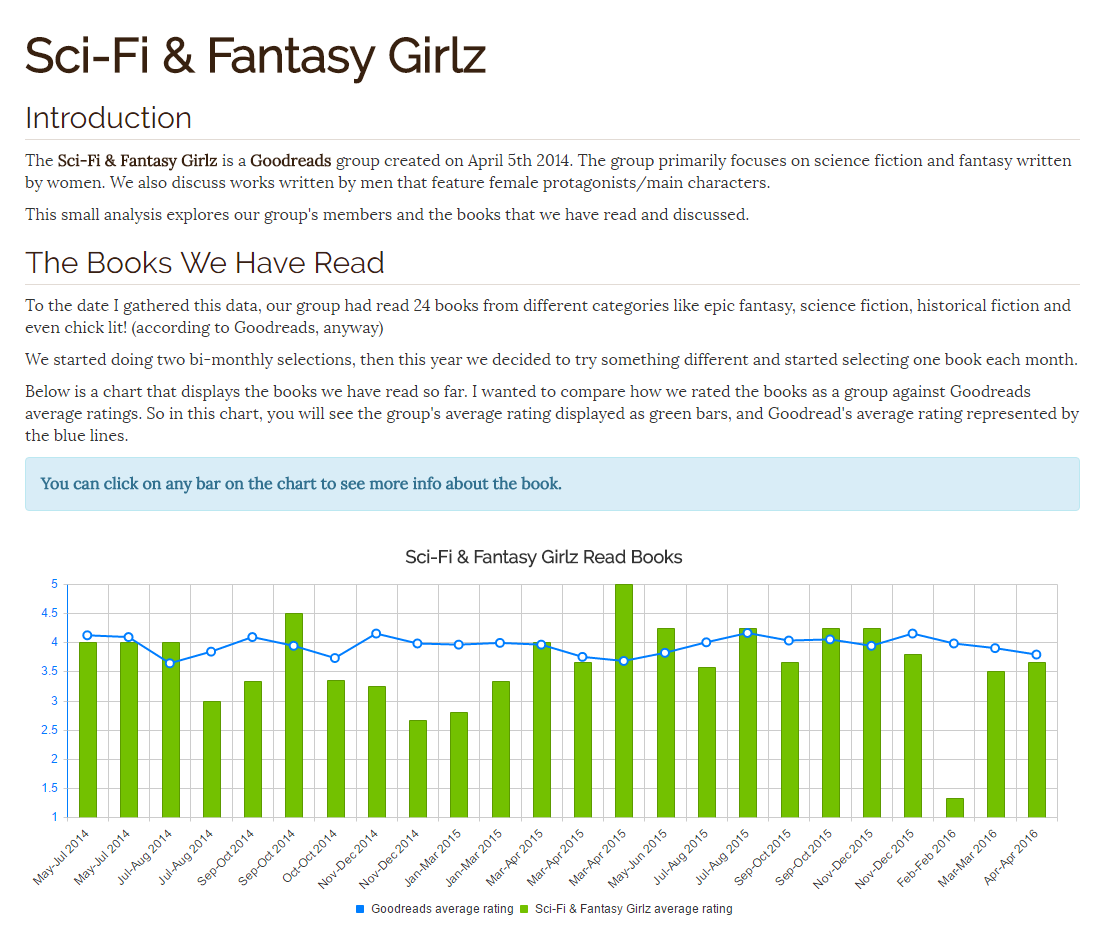 Sci-Fi & Fantasy Girlz
Introduction
The Sci-Fi & Fantasy Girlz is a Goodreads group created on April 5th 2014. The group primarily focuses on science fiction and fantasy written
by women. We also discuss works written by men that feature female protagonists/main characters.
This small analysis explores our group's members and the books that we have read and discussed.
The Books We Have Read
To the date I gathered this data, our group had read 24 books from different categories like epic fantasy, science fiction, historical fiction and
even chick lit! (according to Goodreads, anyway)
We started doing two bi-monthly selections, then this year we decided to try something different and started selecting one book each month.
Below is a chart that displays the books we have read so far. I wanted to compare how we rated the books as a group against Goodreads
average ratings. So in this chart, you will see the group's average rating displayed as green bars, and Goodread's average rating represented by
the blue lines.
You can click on any bar on the chart to see more info about the book.
Sci-Fi & Fantasy Girlz Read Books
5
4.5
4
3.5
3
2.5
2
1.5
1
May-Jul 2014
May-Jul 2014
Jul-Aug 2014
Jul-Aug 2014
Sep-Oct 2014
Sep-Oct 2014
Oct-Oct 2014
Nov-Dec 2014
Nov-Dec 2014
Jan-Mar 2015
Jan-Mar 2015
Mar-Apr 2015
Mar-Apr 2015
Mar-Apr 2015
May-Jun 2015
Jul-Aug 2015
Jul-Aug 2015
Sep-Oct 2015
Sep-Oct 2015
Nov-Dec 2015
Nov-Dec 2015
Feb-Feb 2016
Mar-Mar 2016
Apr-Apr 2016
Goodreads average rating
Sci-Fi & Fantasy Girlz average rating